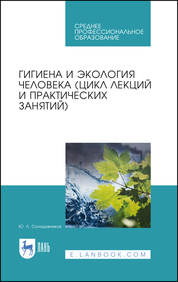 СРЕДНЕЕ
ПРОФЕССИОНАЛЬНОЕ
ОБРАЗОВАНИЕ
ГИГИЕНА И ЭКОЛОГИЯ
ЧЕЛОВЕКА (ЦИКЛ ЛЕКЦИЙ
И ПРАКТИЧЕСКИХ
ЗАНЯТИЙ)
Ю. Л. Солодовников
ЛАНЬ
E.LANBOOK.COM